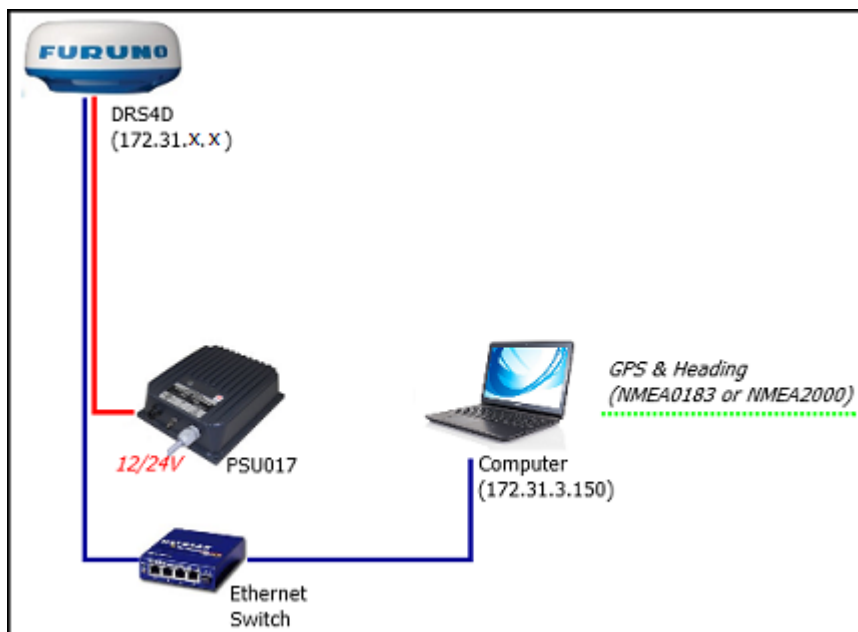 FURUNO
DRS4D
(172.31.x.x)
GPS & Heading
(NMEA0183 or NMEA2000)
12/24V
PSU017
Computer
(172.31.3.150)
Ethernet
Switch